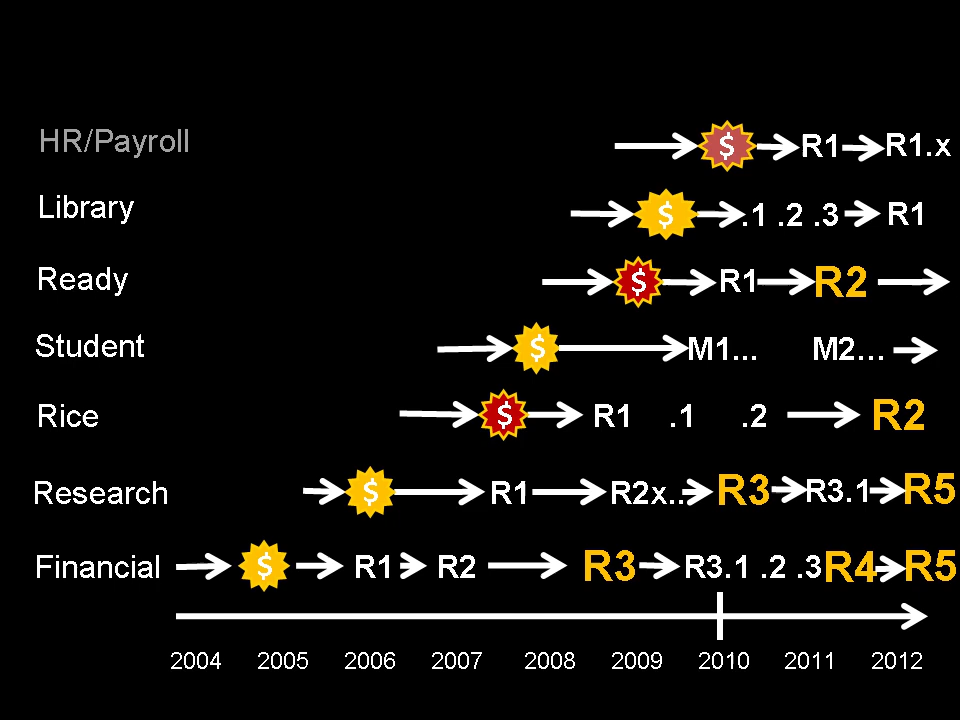 HR/Payroll $ R1 R1.x
Library $ .1 .2 .3 R1
Ready $ R1 R2
Student $ M1... M2...
Rice $ R1 .1 .2 R2
Research $ R1 R2x.. R3 R3.1 R5
Financial $ R1 R2 R3 R3.1 .2 .3 R4 R5
2004 2005 2006 2007 2008 2009 2010 2011 2012